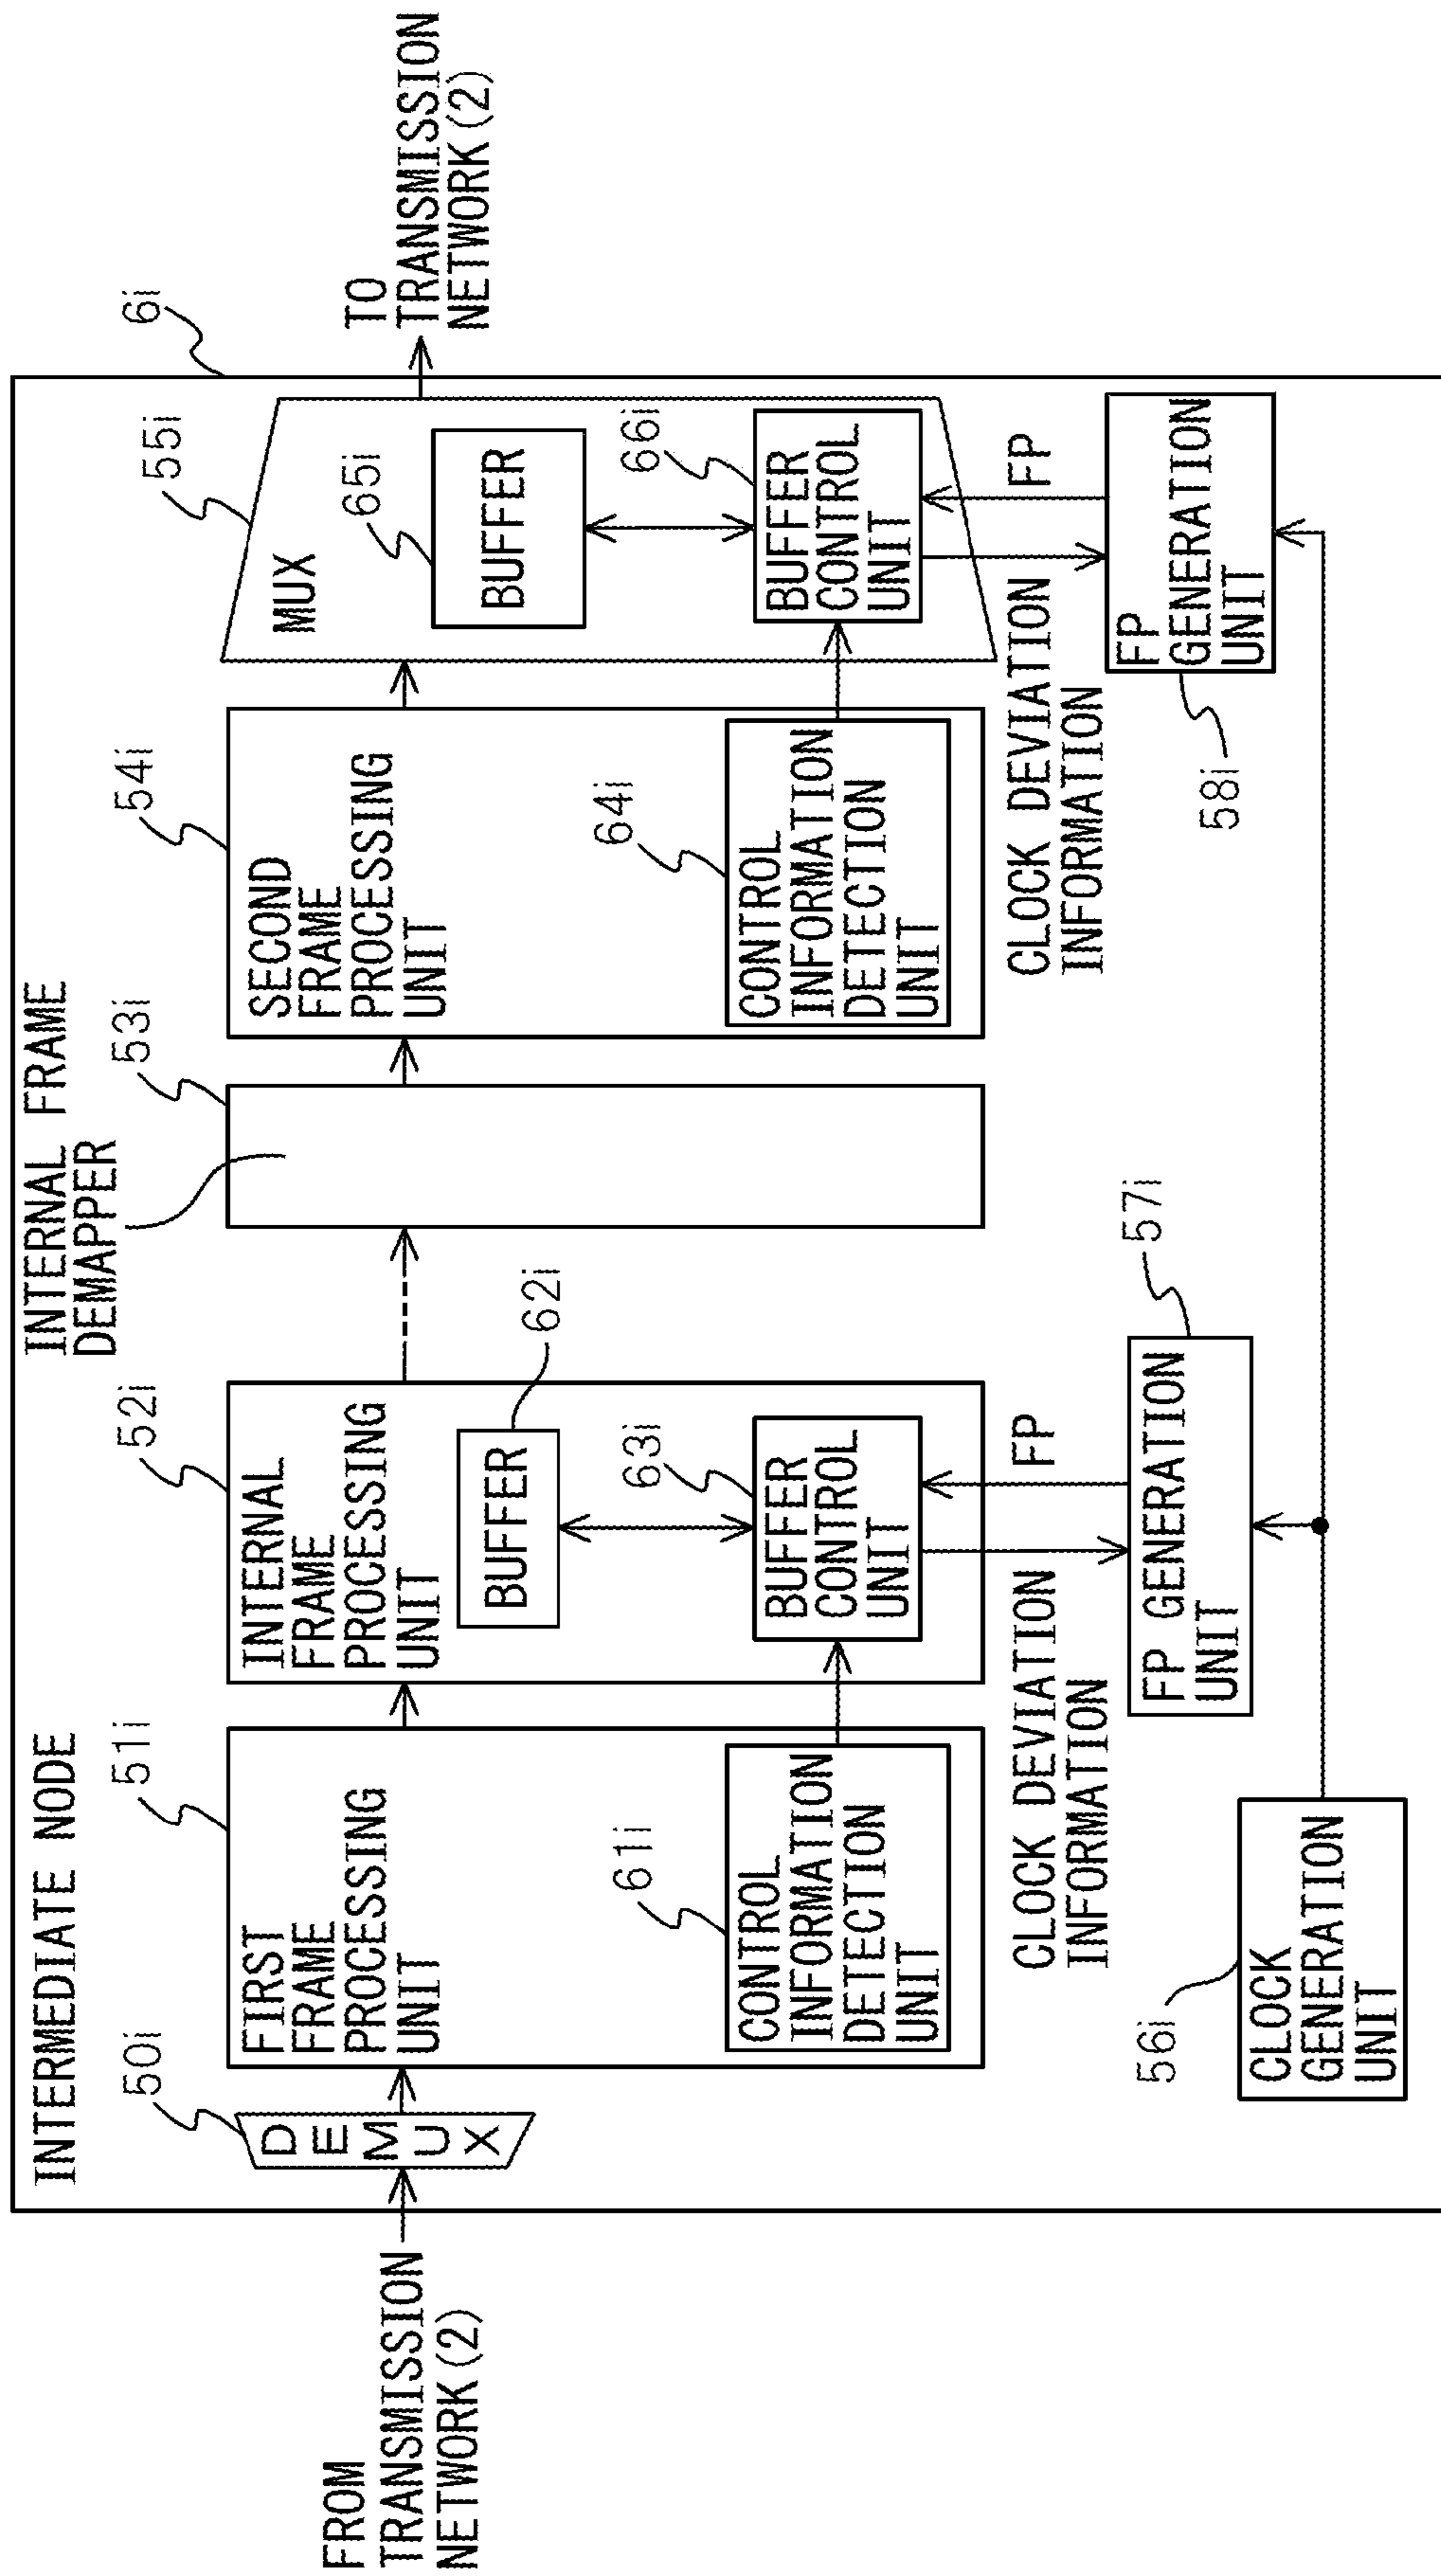 INTERMEDIATE NODE
INTERNAL FRAME
DEMAPPER
6i
FROM
TRANSMISSION
NETWORK(2)
50i
DEMUX
51i
FIRST
FRAME
PROCESSING
UNIT
61i
CONTROL
INFORMATION
DETECTION
UNIT
52i
INTERNAL
FRAME
PROCESSING
UNIT
62i
BUFFER
63i
BUFFER
CONTROL
UNIT
53i
54i
SECOND
FRAME
PROCESSING
UNIT
64i
CONTROL
INFORMATION
DETECTION
UNIT
55i
MUX
65i
BUFFER
66i
BUFFER
CONTROL
UNIT
TO
TRANSMISSION
NETWORK(2)
CLOCK DEVIATION
INFORMATION
FP
57i
FP GENERATION
UNIT
CLOCK DEVIATION
INFORMATION
FP
58i
FP
GENERATION
UNIT
56i
CLOCK
GENERATION
UNIT